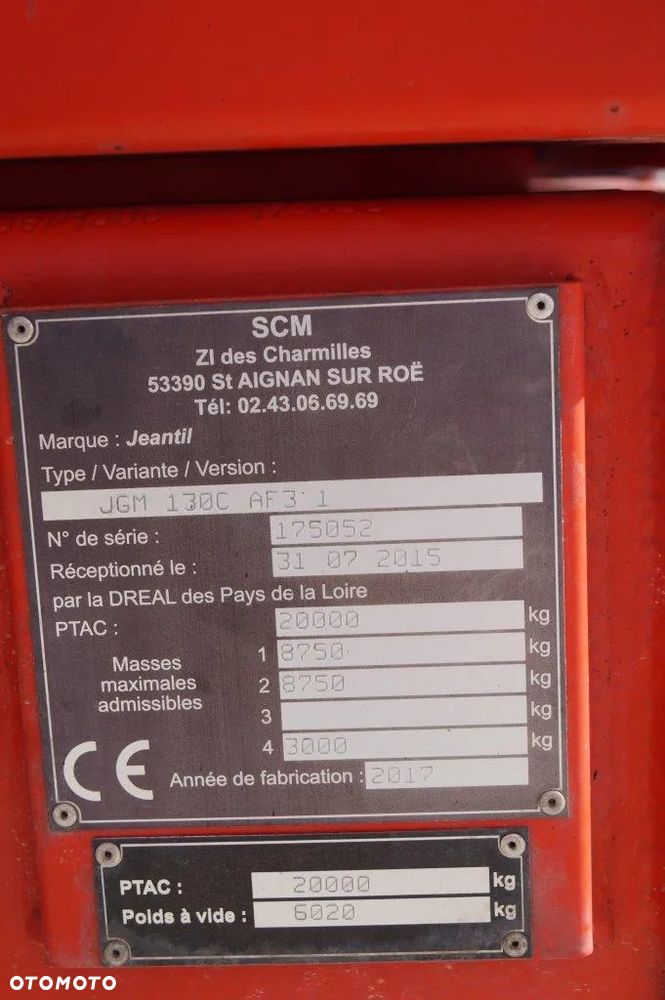 SCM
ZI des Charmilles
53390 St AIGNAN SUR ROË
Tél: 02.43.06.69.69
Marque : Jeantil
Type / Variante / Version :
JGM 130C AF3 1
N° de série : 175052
Réceptionné le : 31 07 2015
par la DREAL des Pays de la Loire
PTAC : 20000 kg
Masses maximales admissibles
1 8750 kg
2 8750 kg
3 kg
4 3000 kg
CE Année de fabrication : 2017
PTAC : 20000 kg
Poids à vide : 6020 kg
OTOMOTO